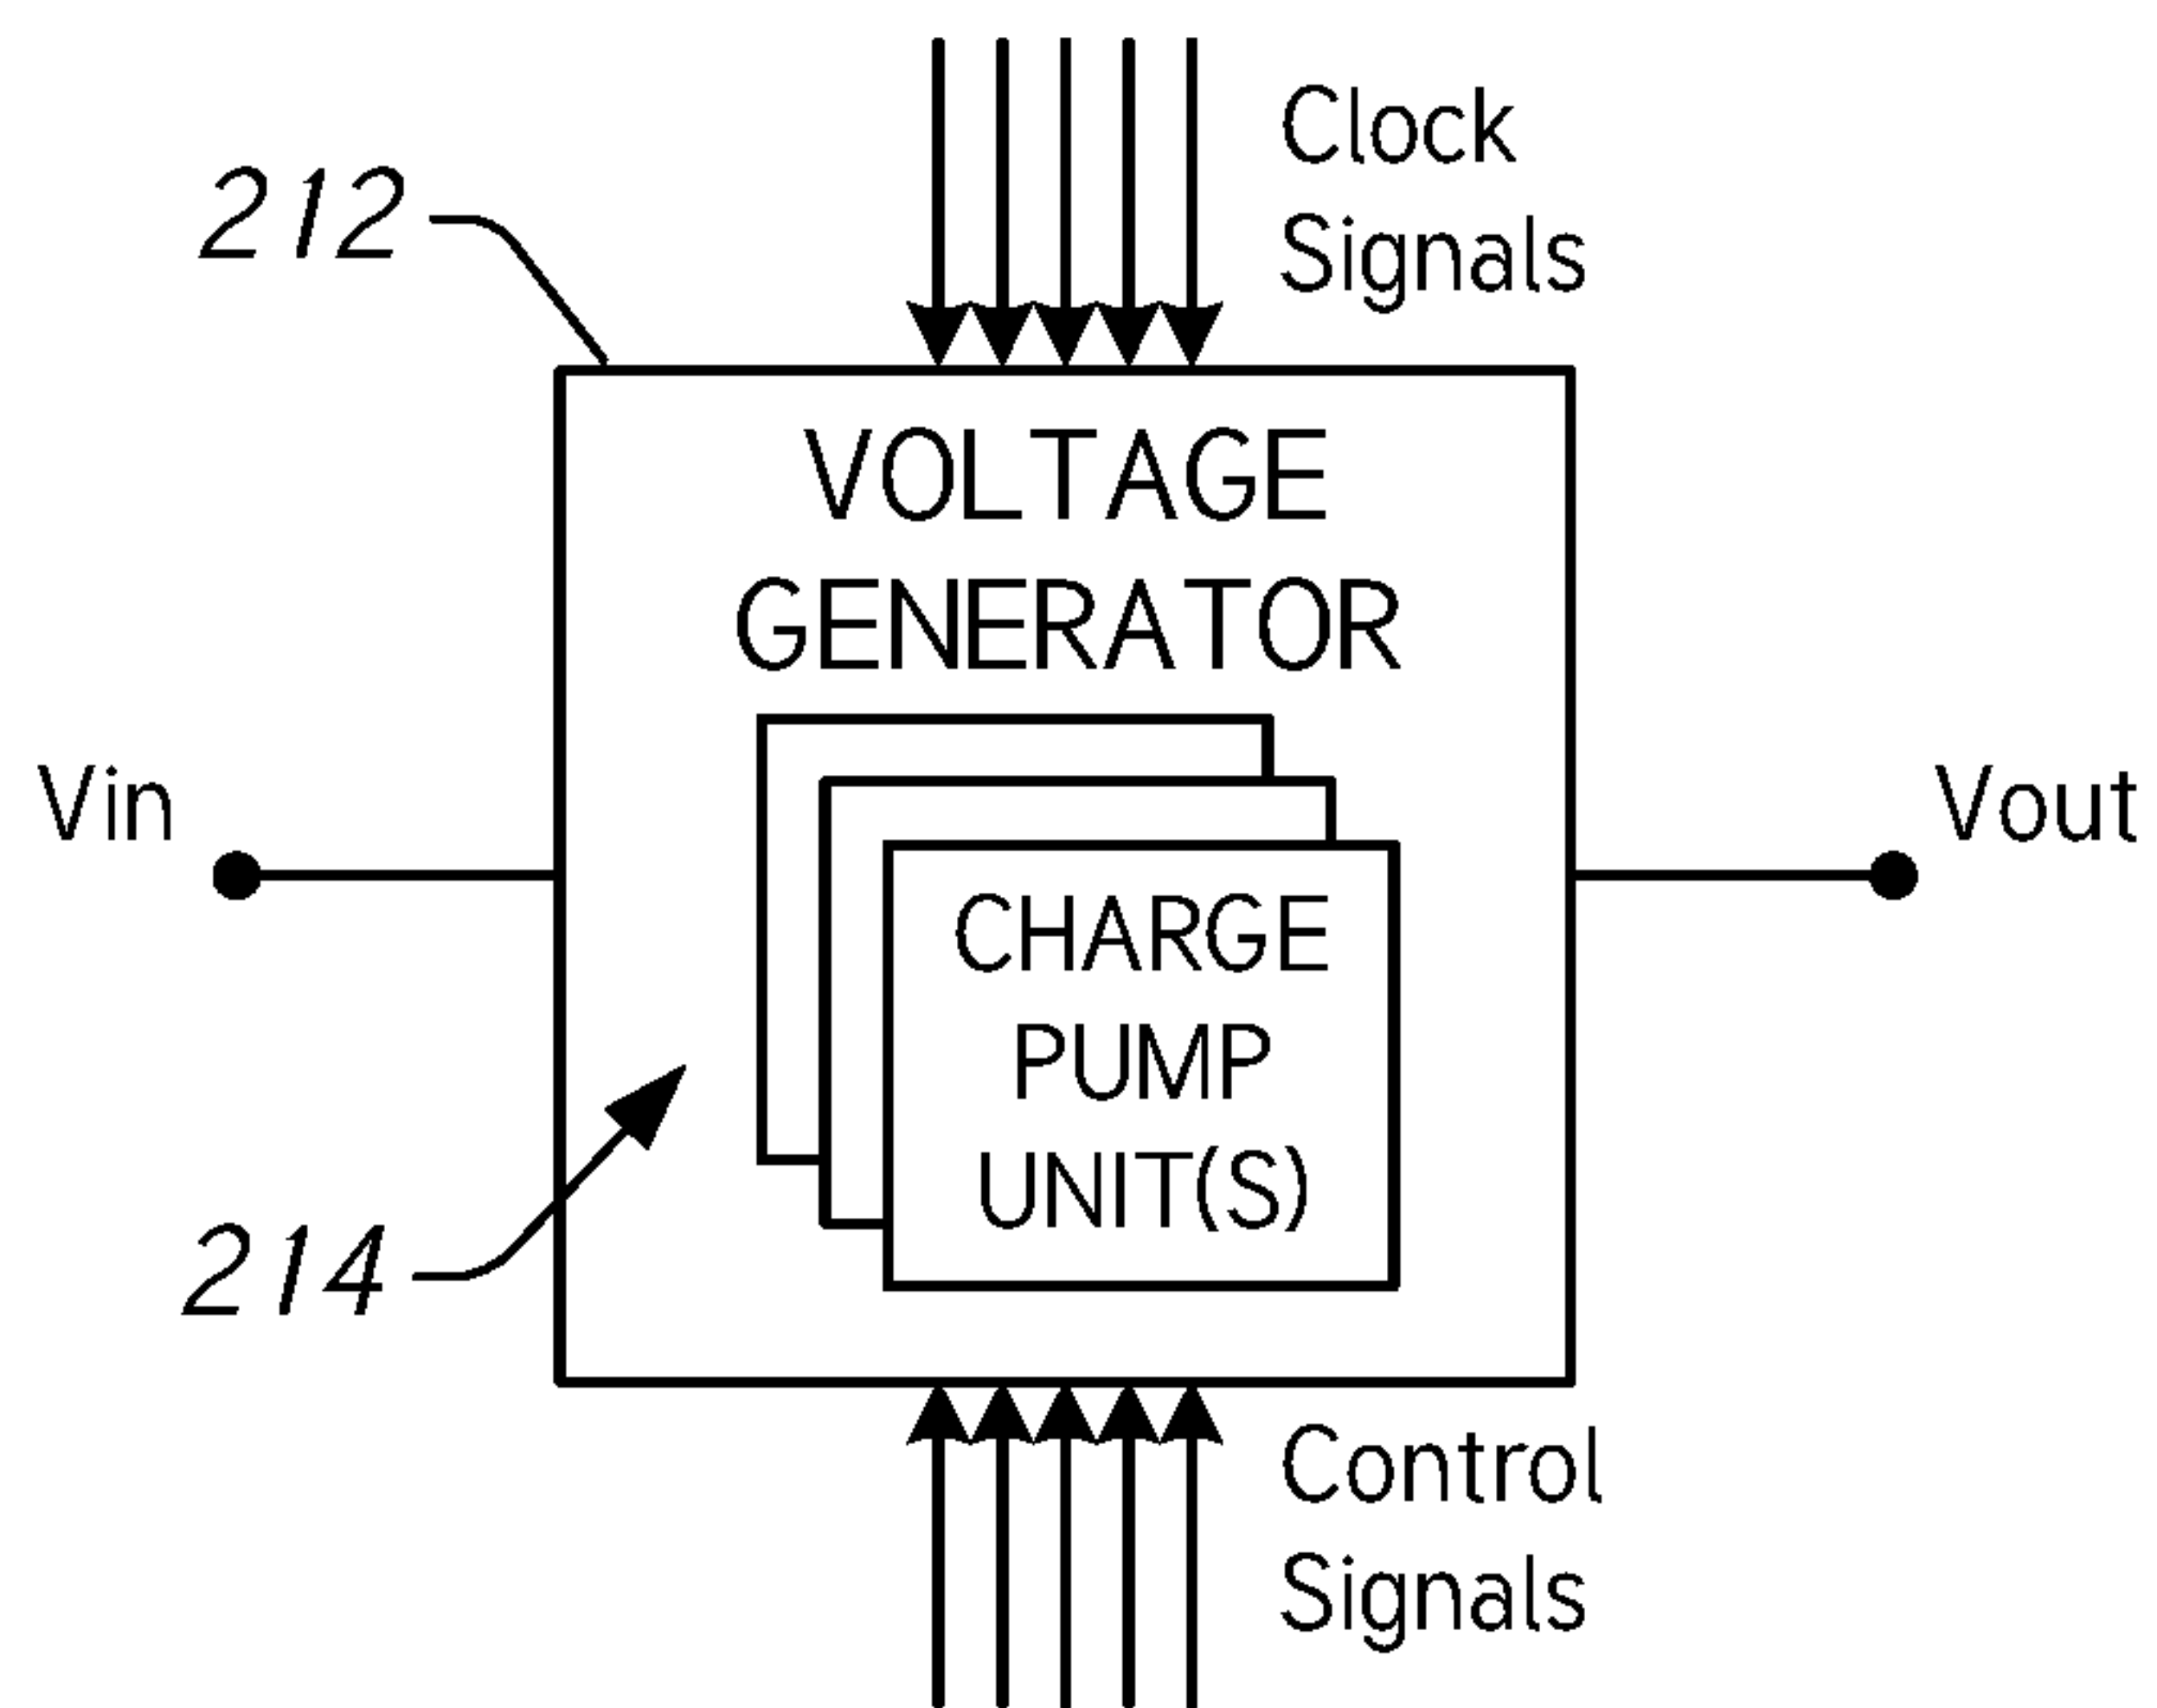 Clock
Signals
212
VOLTAGE
GENERATOR
Vin
Vout
CHARGE
PUMP
UNIT(S)
214
Control
Signals